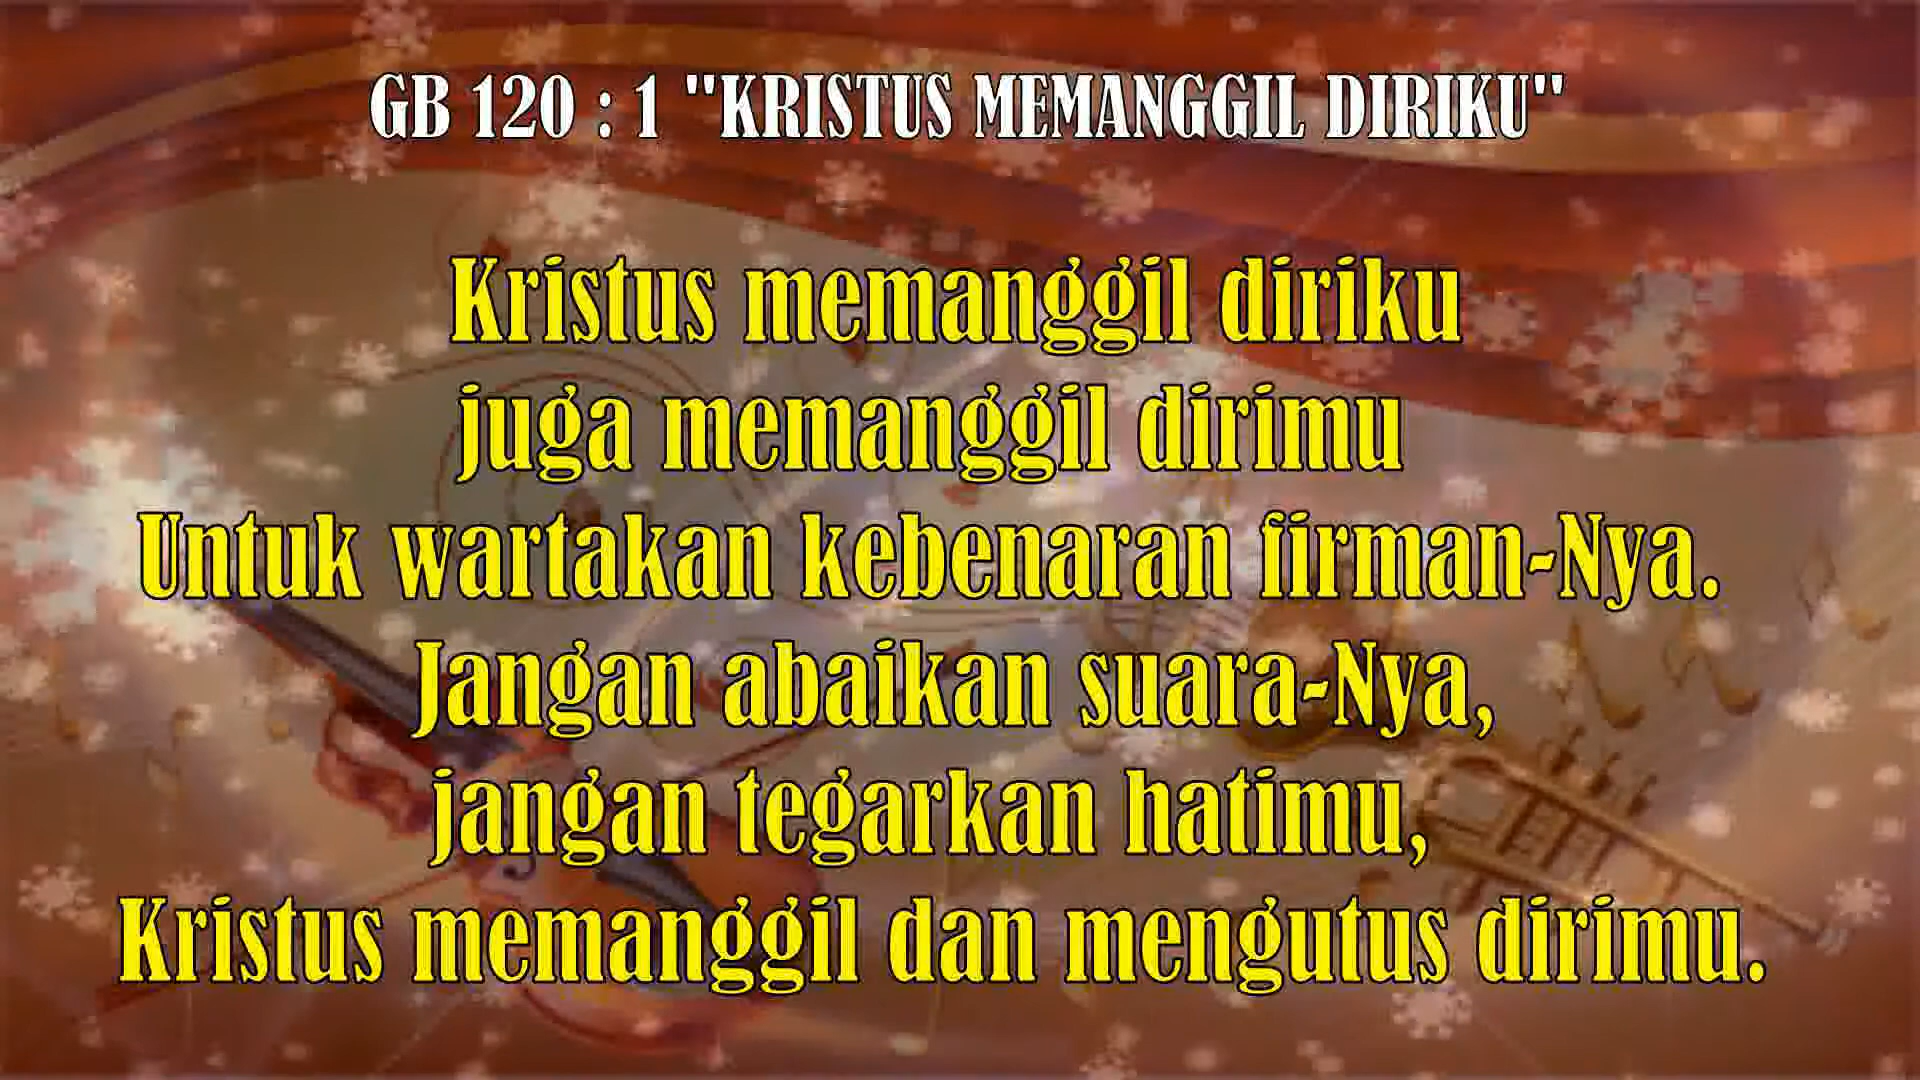 GB 120 : 1 "KRISTUS MEMANGGIL DIRIKU"
Kristus memanggil diriku
juga memanggil dirimu
Untuk wartakan kebenaran firman-Nya.
Jangan abaikan suara-Nya,
jangan tegarkan hatimu,
Kristus memanggil dan mengutus dirimu.